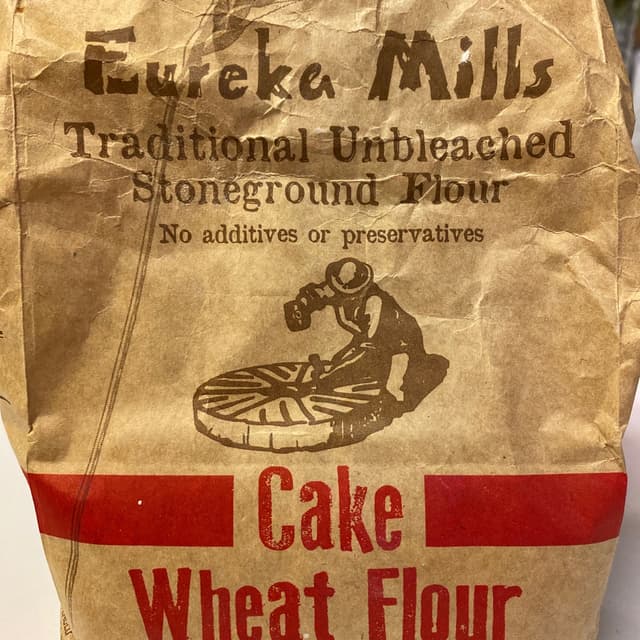 Eureka Mills
Traditional Unbleached
Stoneground Flour
No additives or preservatives
Cake
Wheat Flour